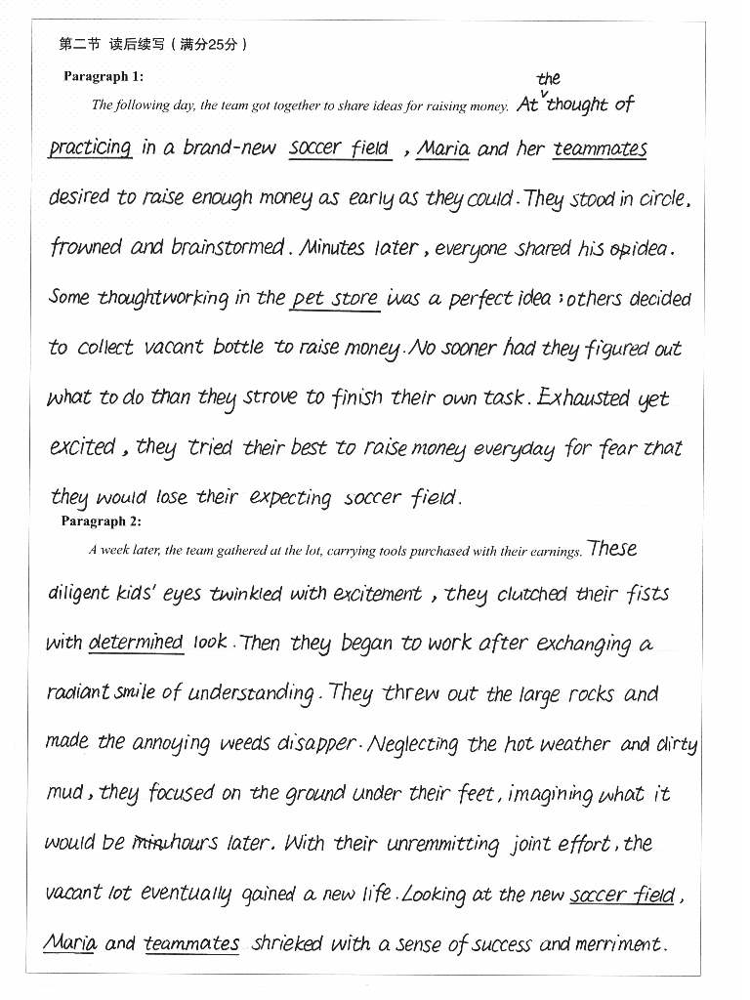 第二节 读后续写（满分25分）
Paragraph 1:
the
The following day, the team got together to share ideas for raising money. At thought of
practicing in a brand-new soccer field , Maria and her teammates
desired to raise enough money as early as they could. They stood in circle,
frowned and brainstormed. Minutes later, everyone shared his idea.
Some thought working in the pet store was a perfect idea ; others decided
to collect vacant bottle to raise money. No sooner had they figured out
what to do than they strove to finish their own task. Exhausted yet
excited , they tried their best to raise money everyday for fear that
they would lose their expecting soccer field.
Paragraph 2:
A week later, the team gathered at the lot, carrying tools purchased with their earnings. These
diligent kids' eyes twinkled with excitement , they clutched their fists
with determined look. Then they began to work after exchanging a
radiant smile of understanding. They threw out the large rocks and
made the annoying weeds disapper. Neglecting the hot weather and dirty
mud, they focused on the ground under their feet, imagining what it
would be hours later. With their unremitting joint effort, the
vacant lot eventually gained a new life. Looking at the new soccer field,
Maria and teammates shrieked with a sense of success and merriment.